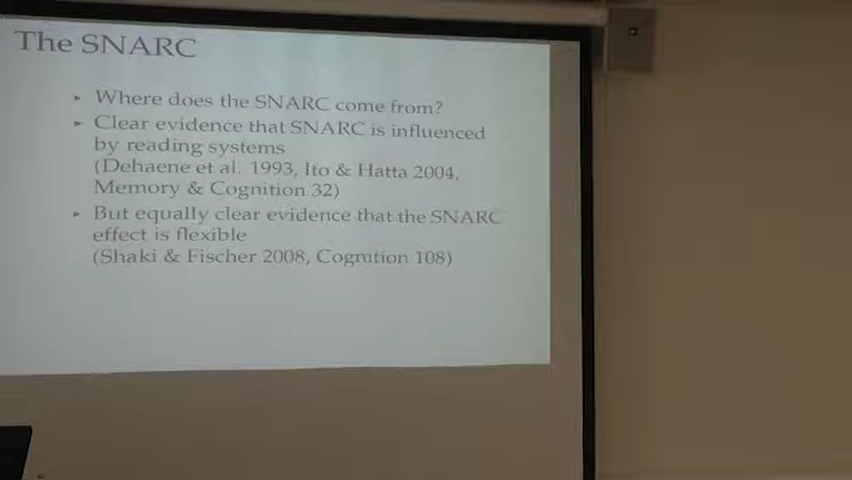 The SNARC
▸ Where does the SNARC come from?
▸ Clear evidence that SNARC is influenced
by reading systems
(Dehaene et al. 1993, Ito & Hatta 2004,
Memory & Cognition 32)
▸ But equally clear evidence that the SNARC
effect is flexible
(Shaki & Fischer 2008, Cognition 108)